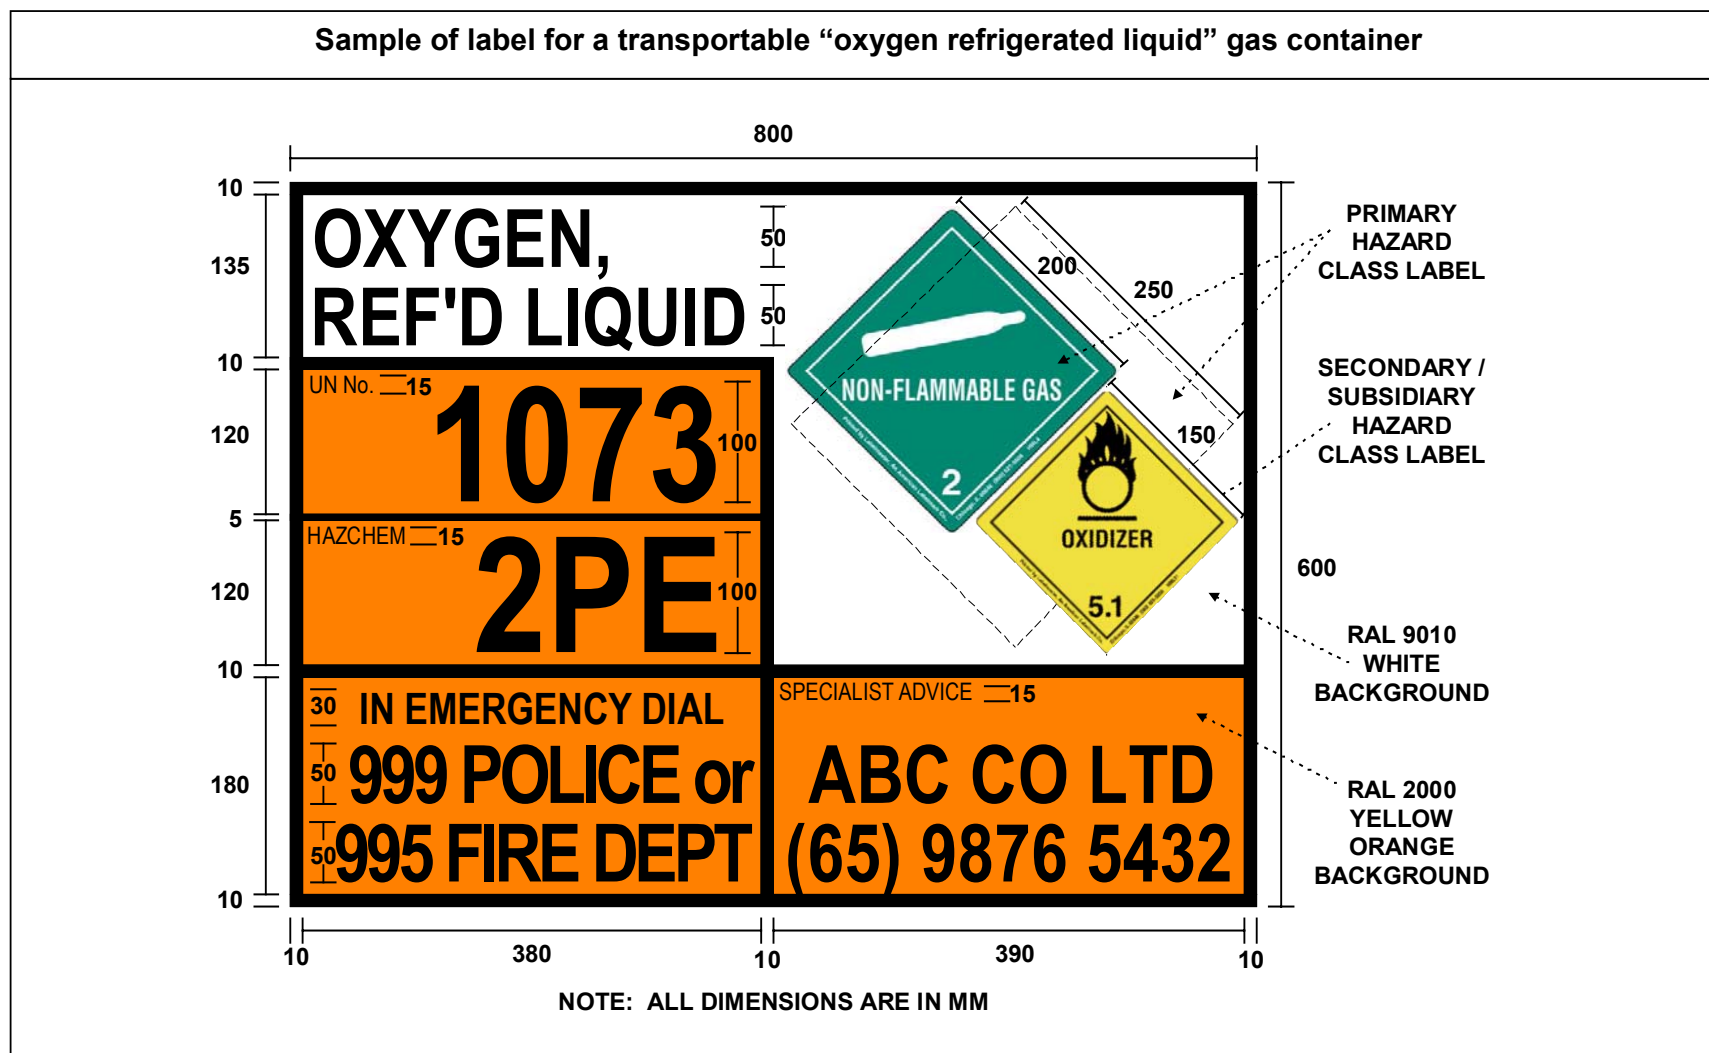 Sample of label for a transportable “oxygen refrigerated liquid” gas container
800
10
135
10
120
5
120
10
180
10
OXYGEN,
REF'D LIQUID
50
50
UN No.
15
1073
100
HAZCHEM
15
2PE
100
30
IN EMERGENCY DIAL
50
999 POLICE or
50
995 FIRE DEPT
SPECIALIST ADVICE
15
ABC CO LTD
(65) 9876 5432
200
250
150
NON-FLAMMABLE GAS
2
OXIDIZER
5.1
600
PRIMARY
HAZARD
CLASS LABEL
SECONDARY /
SUBSIDIARY
HAZARD
CLASS LABEL
RAL 9010
WHITE
BACKGROUND
RAL 2000
YELLOW
ORANGE
BACKGROUND
10
380
10
390
10
NOTE: ALL DIMENSIONS ARE IN MM